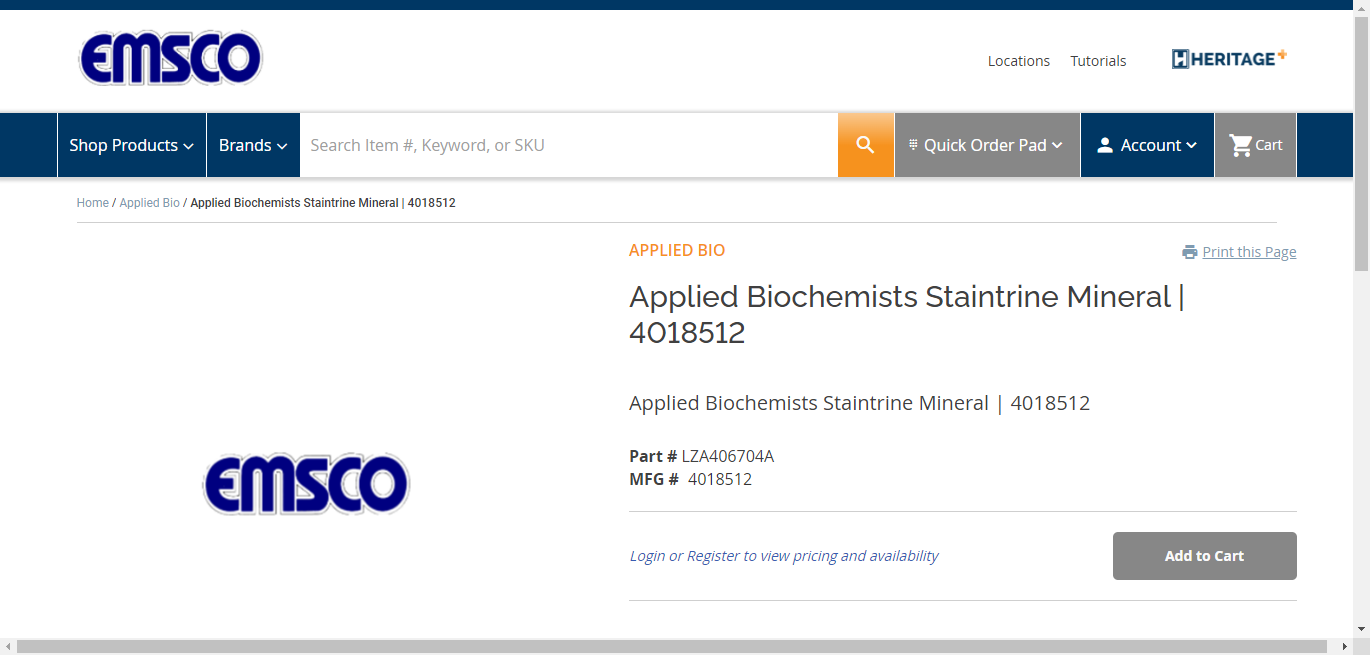 EMSCO
Locations
Tutorials
HERITAGE+
Shop Products
Brands
Search Item #, Keyword, or SKU
Quick Order Pad
Account
Cart
Home / Applied Bio / Applied Biochemists Staintrine Mineral | 4018512
APPLIED BIO
Print this Page
Applied Biochemists Staintrine Mineral |
4018512
Applied Biochemists Staintrine Mineral | 4018512
Part # LZA406704A
MFG # 4018512
EMSCO
Login or Register to view pricing and availability
Add to Cart